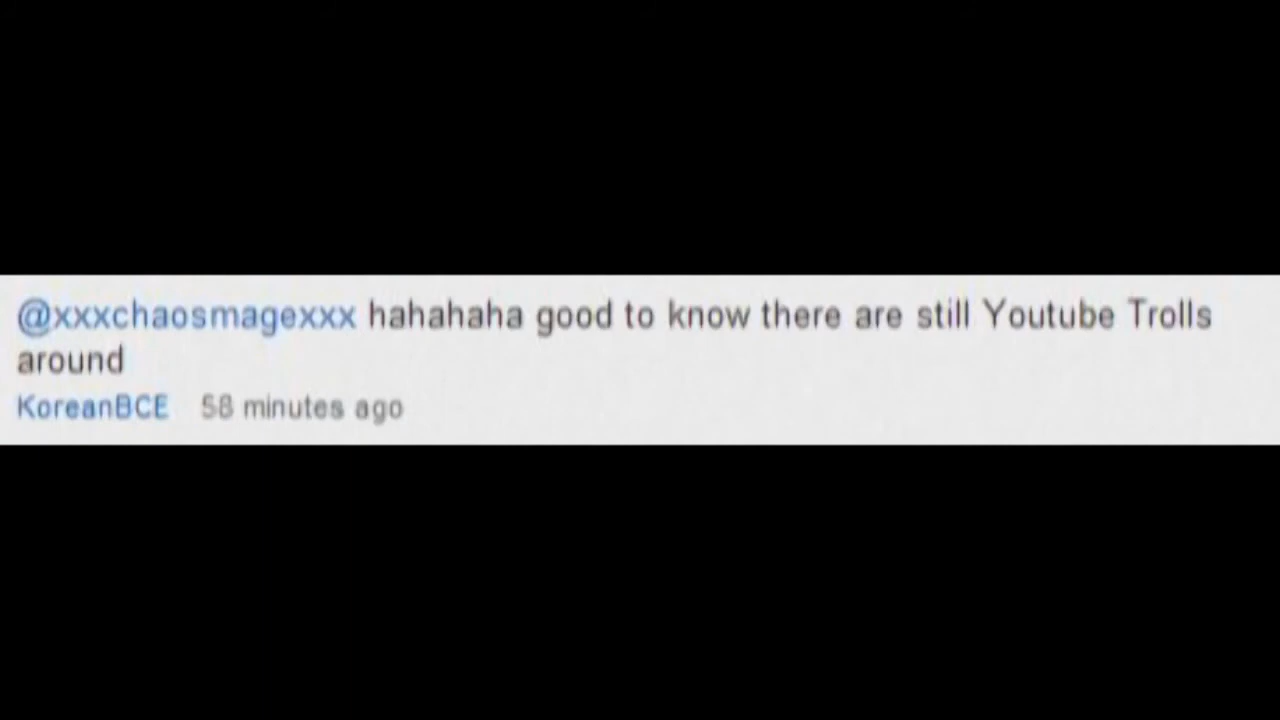 @xxxchaosmagexxx hahahaha good to know there are still Youtube Trolls
around
KoreanBCE 58 minutes ago